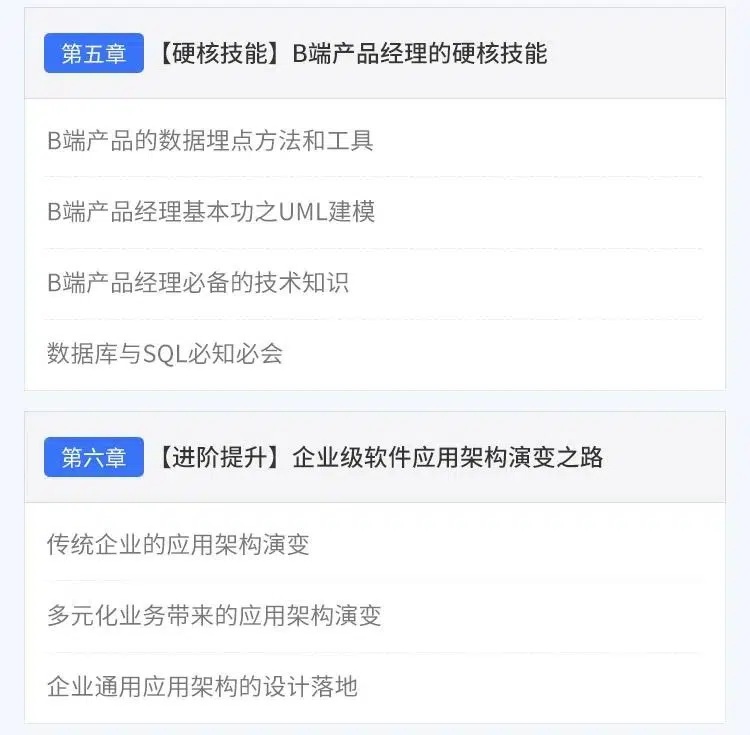 第五章 【硬核技能】B端产品经理的硬核技能
B端产品的数据埋点方法和工具
B端产品经理基本功之UML建模
B端产品经理必备的技术知识
数据库与SQL必知必会
第六章 【进阶提升】企业级软件应用架构演变之路
传统企业的应用架构演变
多元化业务带来的应用架构演变
企业通用应用架构的设计落地